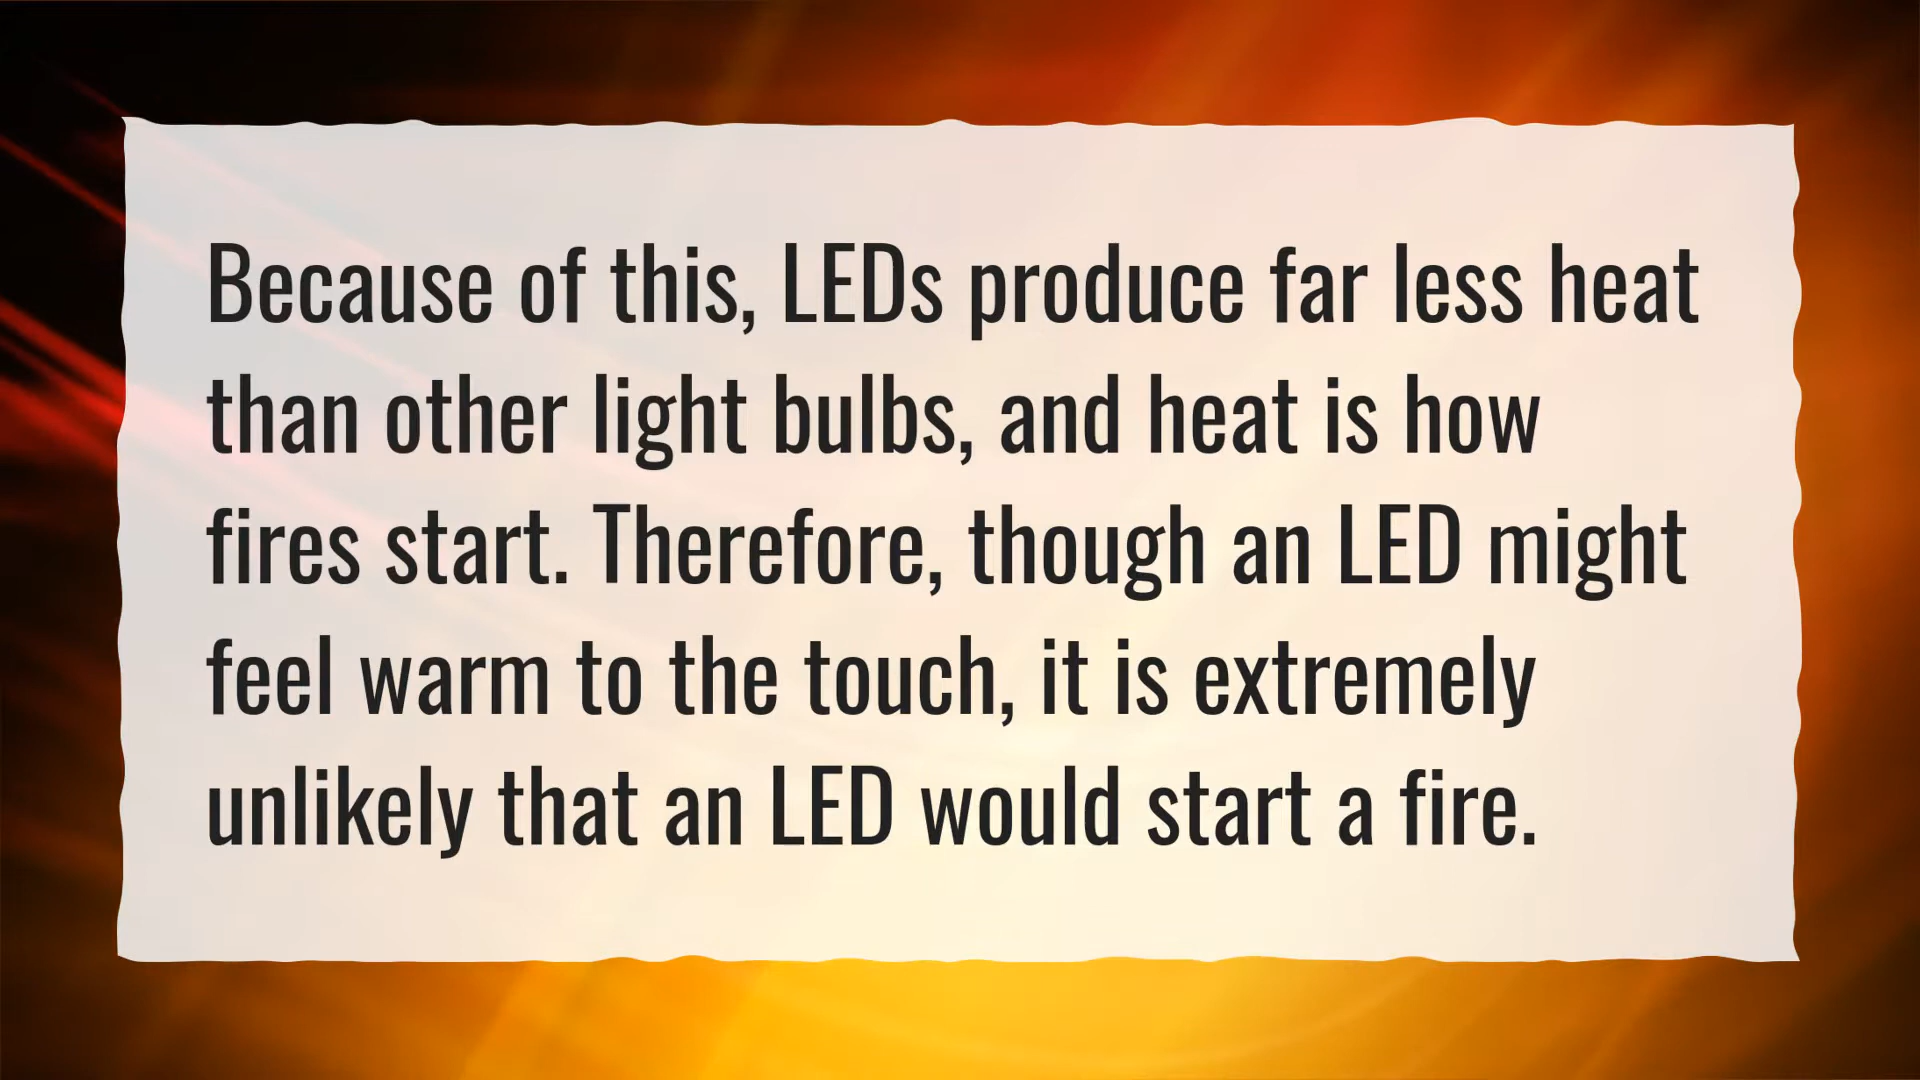 Because of this, LEDs produce far less heat
than other light bulbs, and heat is how
fires start. Therefore, though an LED might
feel warm to the touch, it is extremely
unlikely that an LED would start a fire.